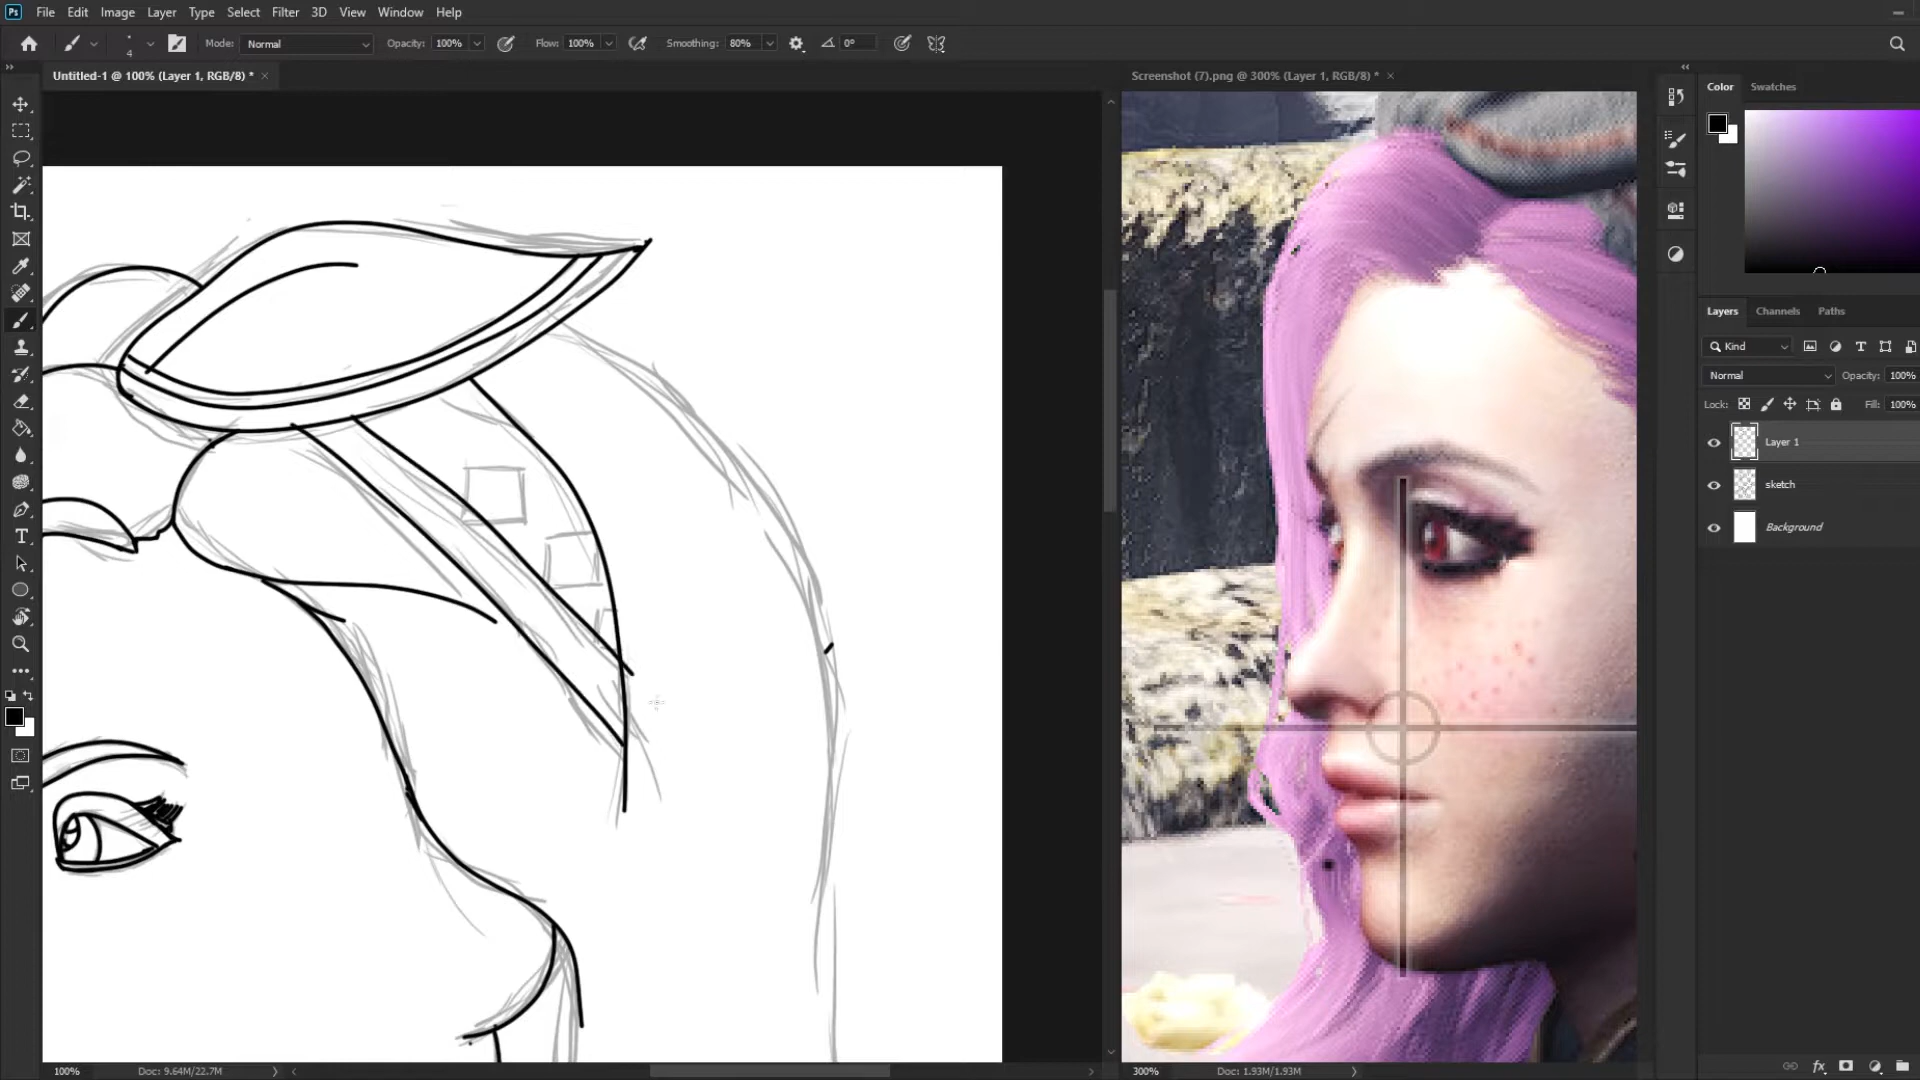 Ps File Edit Image Layer Type Select Filter 3D View Window Help
4 Mode: Normal Opacity: 100% Flow: 100% Smoothing: 80% 0°
Untitled-1 @ 100% (Layer 1, RGB/8) *
Screenshot (7).png @ 300% (Layer 1, RGB/8) *
Color Swatches
Layers Channels Paths
Kind
Normal Opacity: 100%
Lock: Fill: 100%
Layer 1
sketch
Background
100% Doc: 9.64M/22.7M
300% Doc: 1.93M/1.93M